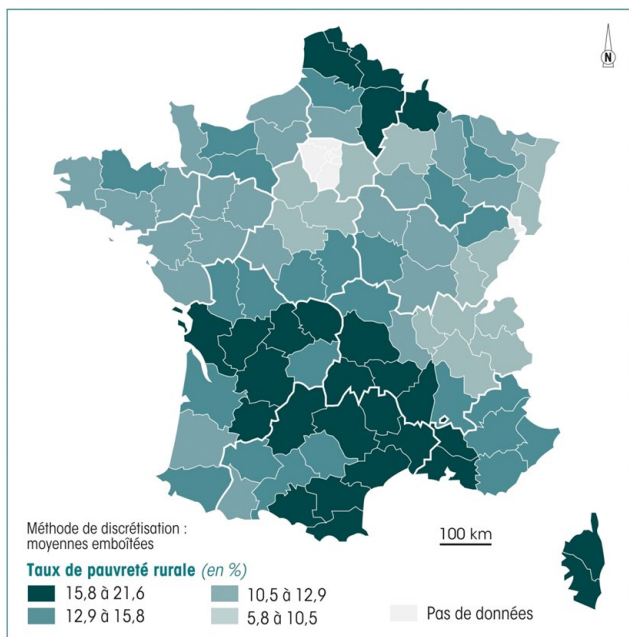 N
Méthode de discrétisation :
moyennes emboîtées
100 km
Taux de pauvreté rurale (en %)
15,8 à 21,6
10,5 à 12,9
12,9 à 15,8
5,8 à 10,5
Pas de données